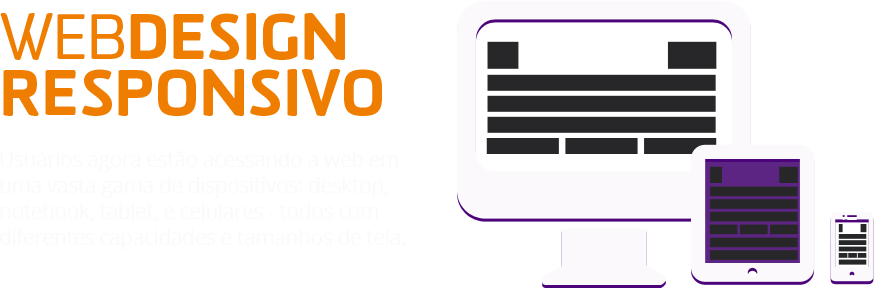 WEBDESIGN
RESPONSIVO
Usuários agora estão acessando a web em
uma vasta gama de dispositivos: desktop,
notebook, tablet, e celulares - todos com
diferentes capacidades e tamanhos de tela.